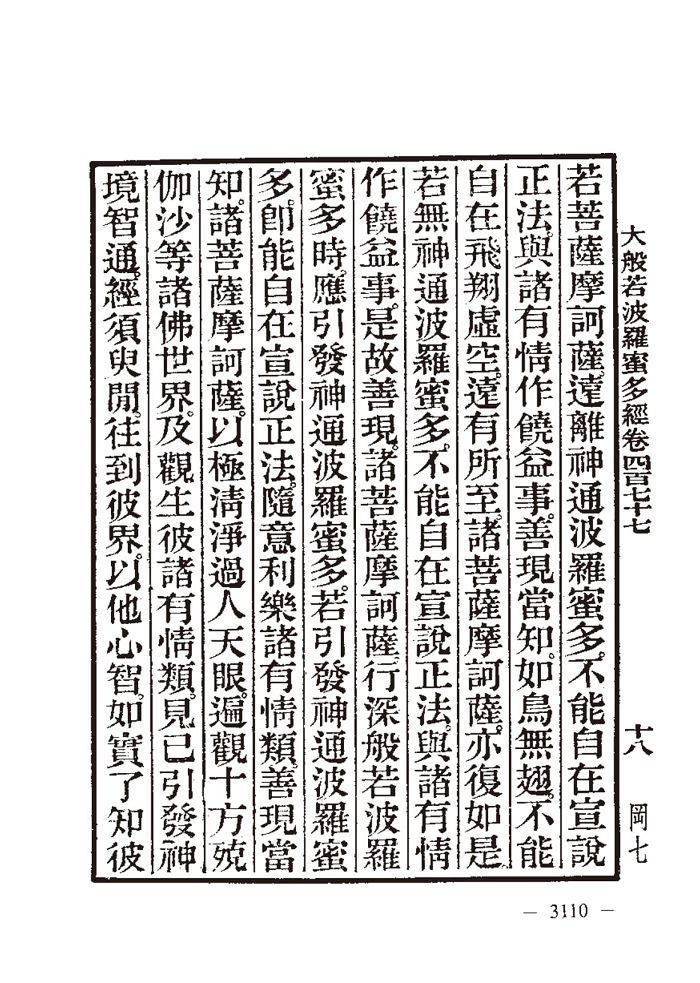 大般若波羅蜜多經卷四百七十七　十八　岡七
若菩薩摩訶薩。遠離神通波羅蜜多。不能自在宣說
正法。與諸有情作饒益事。善現當知。如鳥無翅。不能
自在飛翔虛空。遠有所至。諸菩薩摩訶薩。亦復如是
若無神通波羅蜜多。不能自在宣說正法。與諸有情
作饒益事。是故善現。諸菩薩摩訶薩。行深般若波羅
蜜多時。應引發神通波羅蜜多。若引發神通波羅蜜
多。卽能自在宣說正法。隨意利樂諸有情類。善現當
知。諸菩薩摩訶薩。以極淸淨過人天眼。遍觀十方殑
伽沙等諸佛世界。及觀生彼諸有情類。見已引發神
境智通。經須臾閒。往到彼界。以他心智。如實了知彼
— 3110 —